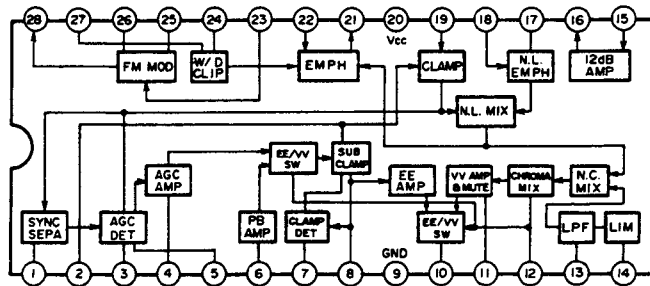 28 27 26 25 24 23 22 21 20 19 18 17 16 15
Vcc
FM MOD
W/D
CLIP
EMPH
CLAMP
N.L.
EMPH
12dB
AMP
N.L. MIX
EE/VV
SW
SUB
CLAMP
AGC
AMP
EE
AMP
VV AMP
&MUTE
CHROMA
MIX
N.C.
MIX
SYNC
SEPA
AGC
DET
PB
AMP
CLAMP
DET
EE/VV
SW
LPF
LIM
GND
1 2 3 4 5 6 7 8 9 10 11 12 13 14